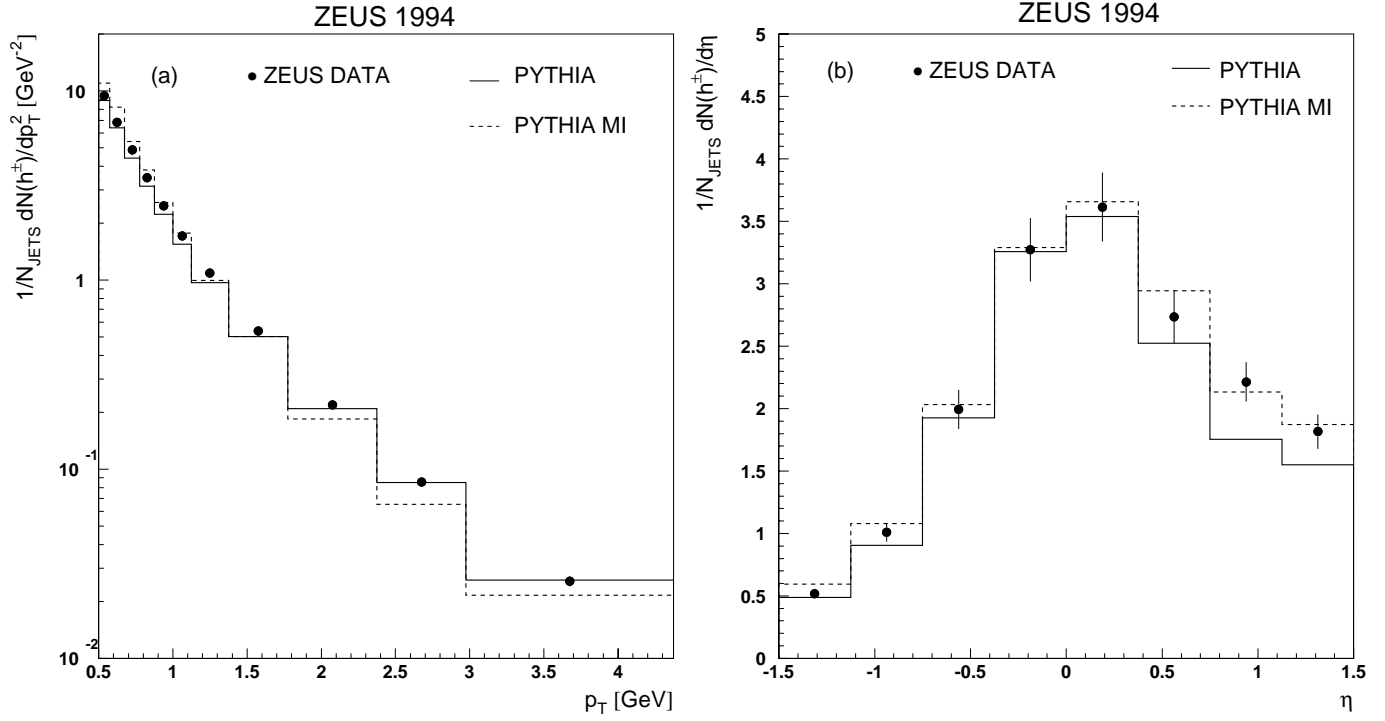 ZEUS 1994
1/N_JETS dN(h^±)/dp_T^2 [GeV^-2]
(a)
ZEUS DATA
PYTHIA
PYTHIA MI
10
1
10^-1
10^-2
0.5 1 1.5 2 2.5 3 3.5 4
p_T [GeV]
ZEUS 1994
1/N_JETS dN(h^±)/dη
(b)
ZEUS DATA
PYTHIA
PYTHIA MI
5
4.5
4
3.5
3
2.5
2
1.5
1
0.5
0
-1.5 -1 -0.5 0 0.5 1 1.5
η